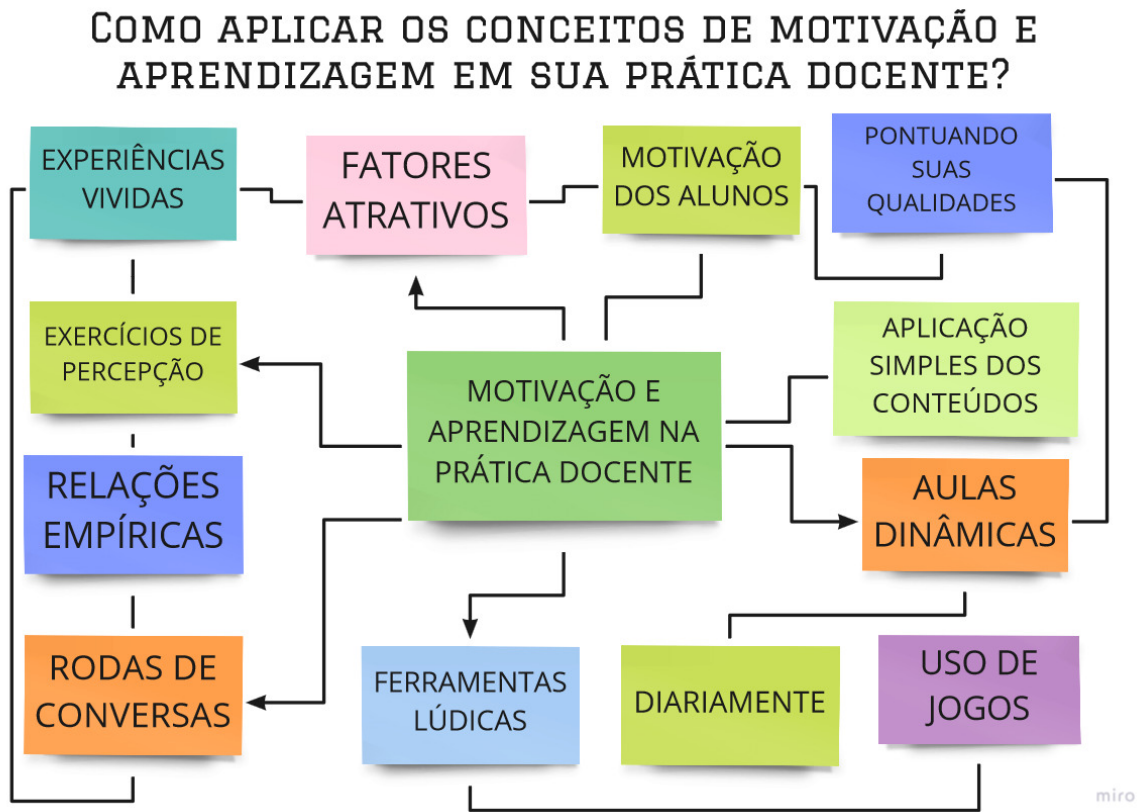 COMO APLICAR OS CONCEITOS DE MOTIVAÇÃO E
APRENDIZAGEM EM SUA PRÁTICA DOCENTE?
EXPERIÊNCIAS
VIVIDAS
FATORES
ATRATIVOS
MOTIVAÇÃO
DOS ALUNOS
PONTUANDO
SUAS
QUALIDADES
EXERCÍCIOS DE
PERCEPÇÃO
MOTIVAÇÃO E
APRENDIZAGEM NA
PRÁTICA DOCENTE
APLICAÇÃO
SIMPLES DOS
CONTEÚDOS
RELAÇÕES
EMPÍRICAS
AULAS
DINÂMICAS
RODAS DE
CONVERSAS
FERRAMENTAS
LÚDICAS
DIARIAMENTE
USO DE
JOGOS
miro